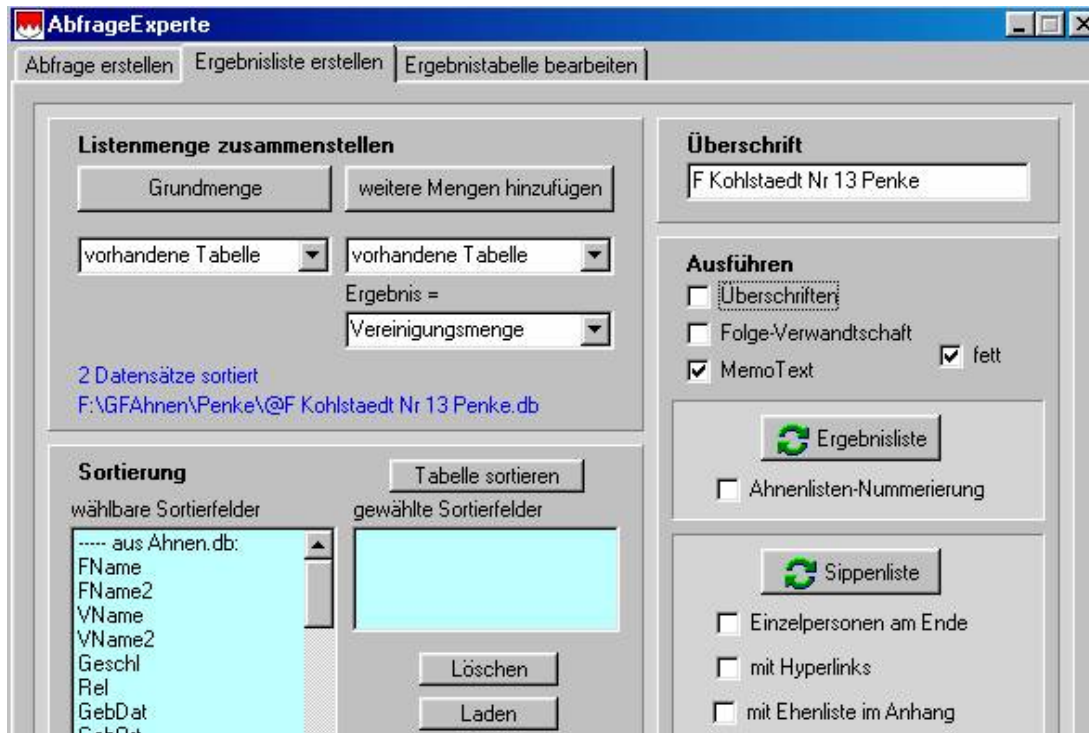 AbfrageExperte
Abfrage erstellen
Ergebnisliste erstellen
Ergebnistabelle bearbeiten
Listenmenge zusammenstellen
Grundmenge
weitere Mengen hinzufügen
vorhandene Tabelle
vorhandene Tabelle
Ergebnis =
Vereinigungsmenge
2 Datensätze sortiert
F:\GFAhnen\Penke\@F Kohlstaedt Nr 13 Penke.db
Sortierung
Tabelle sortieren
wählbare Sortierfelder
gewählte Sortierfelder
----- aus Ahnen.db:
FName
FName2
VName
VName2
Geschl
Rel
GebDat
Löschen
Laden
Überschrift
F Kohlstaedt Nr 13 Penke
Ausführen
Überschriften
Folge-Verwandtschaft
MemoText
fett
Ergebnisliste
Ahnenlisten-Nummerierung
Sippenliste
Einzelpersonen am Ende
mit Hyperlinks
mit Ehenliste im Anhang